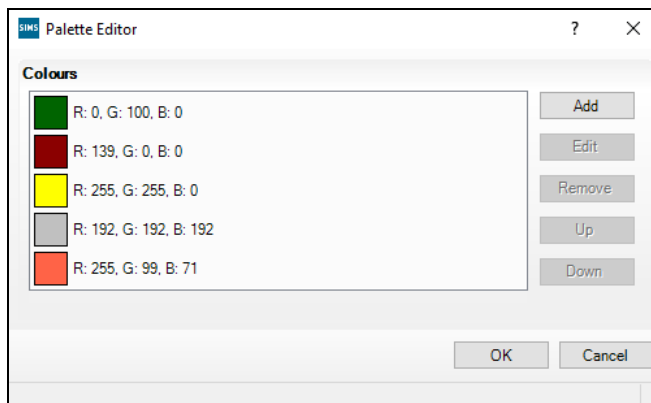 SIMS Palette Editor ? X
Colours
R: 0, G: 100, B: 0
R: 139, G: 0, B: 0
R: 255, G: 255, B: 0
R: 192, G: 192, B: 192
R: 255, G: 99, B: 71
Add
Edit
Remove
Up
Down
OK Cancel